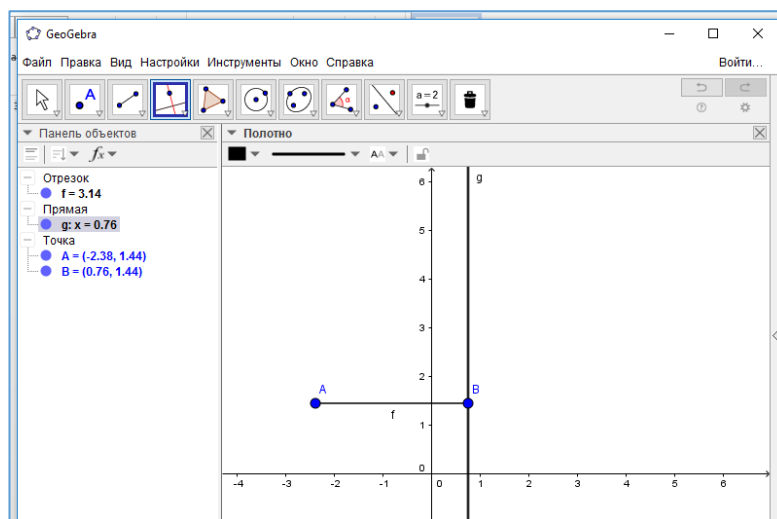 GeoGebra
Файл Правка Вид Настройки Инструменты Окно Справка Войти...
A α a=2
Панель объектов
Полотно
fx AA
Отрезок
f = 3.14
Прямая
g: x = 0.76
Точка
A = (-2.38, 1.44)
B = (0.76, 1.44)
g
6
5
4
3
2
A B
f
1
0
-4 -3 -2 -1 0 1 2 3 4 5 6